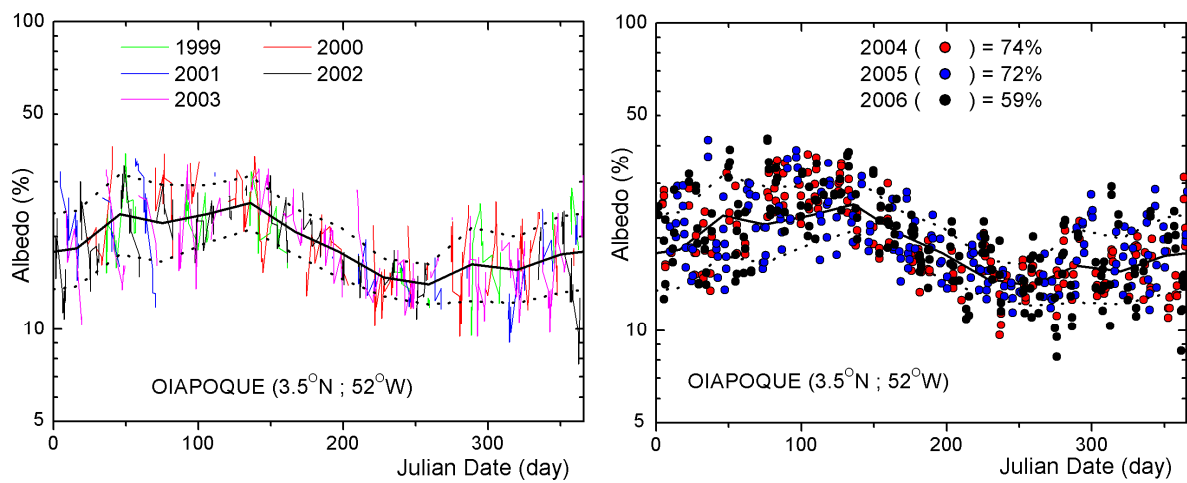 100
50
10
5
Albedo (%)
1999 2000
2001 2002
2003
OIAPOQUE (3.5°N ; 52°W)
0 100 200 300
Julian Date (day)
100
50
10
5
Albedo (%)
2004 ( ) = 74%
2005 ( ) = 72%
2006 ( ) = 59%
OIAPOQUE (3.5°N ; 52°W)
0 100 200 300
Julian Date (day)